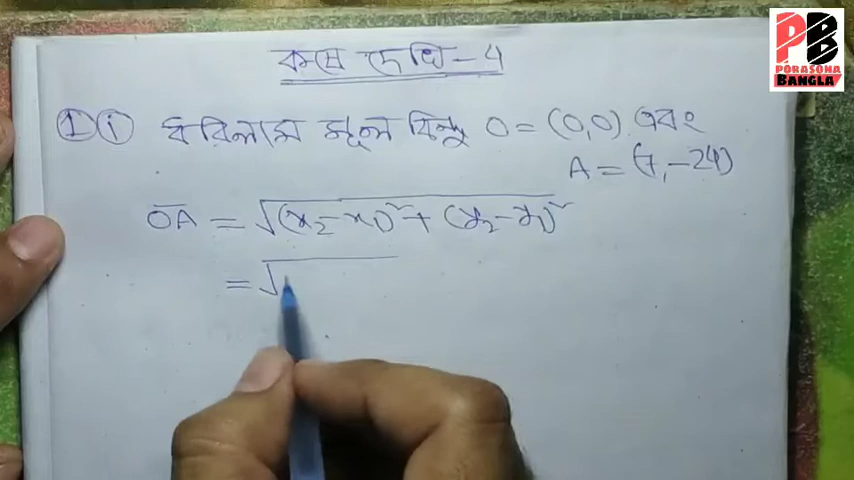 PB
PORASONA
BANGLA
কষে দেখি - 4
1 i ধরিলাম মূল বিন্দু O = (0,0) এবং
A = (7, -24)
OA = √(x₂-x₁)² + (y₂-y₁)²
= √